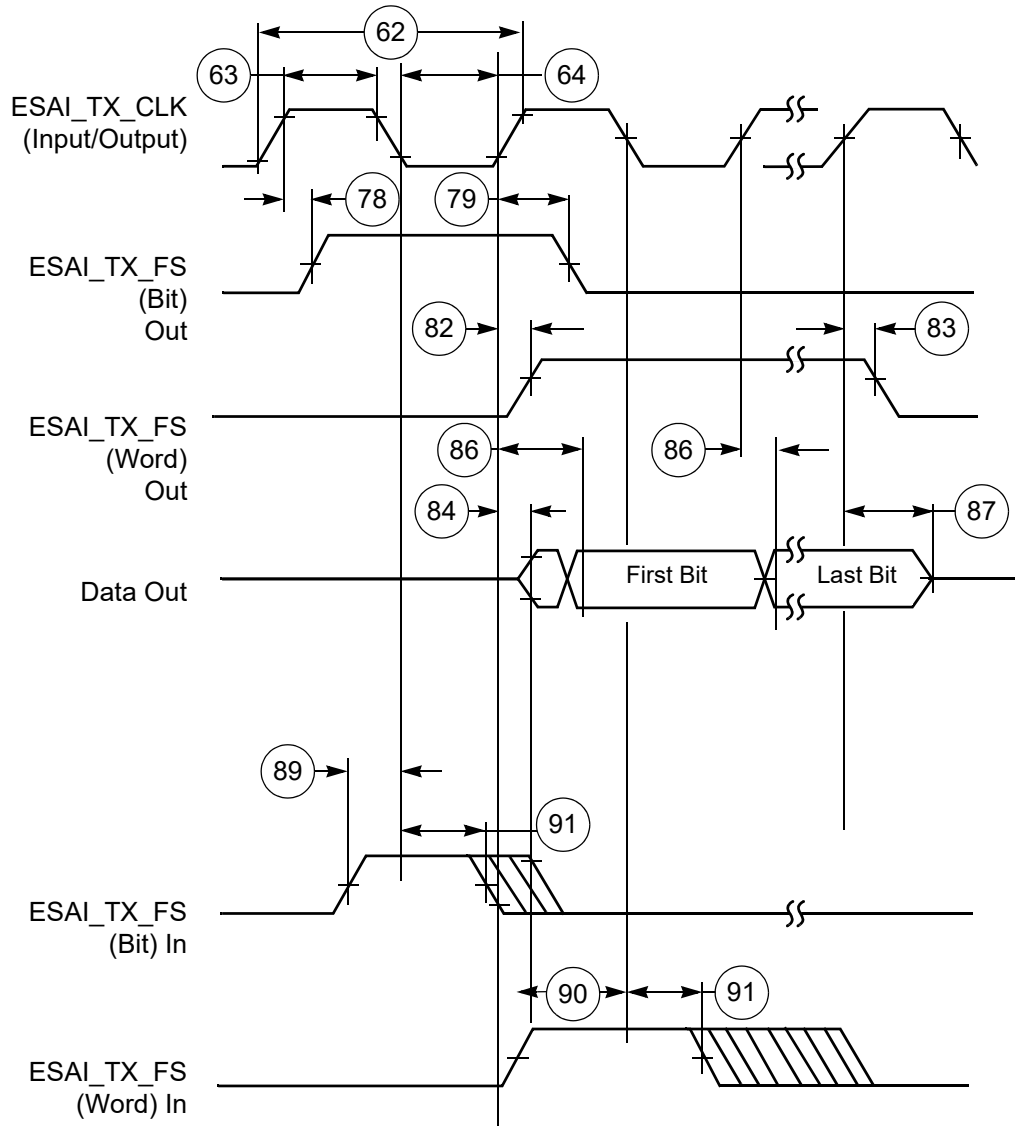 62
63
64
ESAI_TX_CLK
(Input/Output)
78
79
ESAI_TX_FS
(Bit)
Out
82
83
ESAI_TX_FS
(Word)
Out
86
86
84
87
Data Out
First Bit
Last Bit
89
91
ESAI_TX_FS
(Bit) In
90
91
ESAI_TX_FS
(Word) In